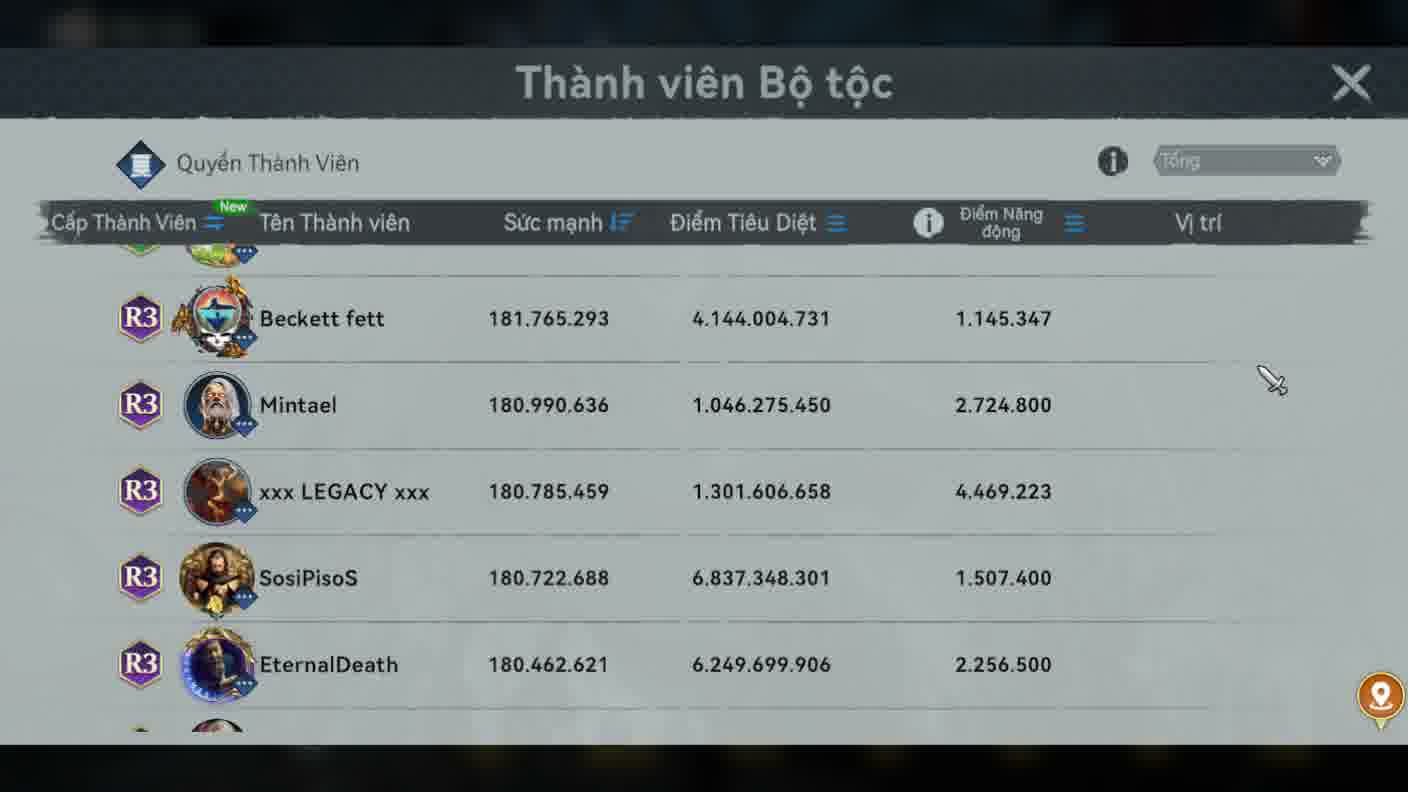 Thành viên Bộ tộc
Quyền Thành Viên
Tổng
New
Cấp Thành Viên Tên Thành viên Sức mạnh Điểm Tiêu Diệt Điểm Năng động Vị trí
R3 Beckett fett 181.765.293 4.144.004.731 1.145.347
R3 Mintael 180.990.636 1.046.275.450 2.724.800
R3 xxx LEGACY xxx 180.785.459 1.301.606.658 4.469.223
R3 SosiPisoS 180.722.688 6.837.348.301 1.507.400
R3 EternalDeath 180.462.621 6.249.699.906 2.256.500